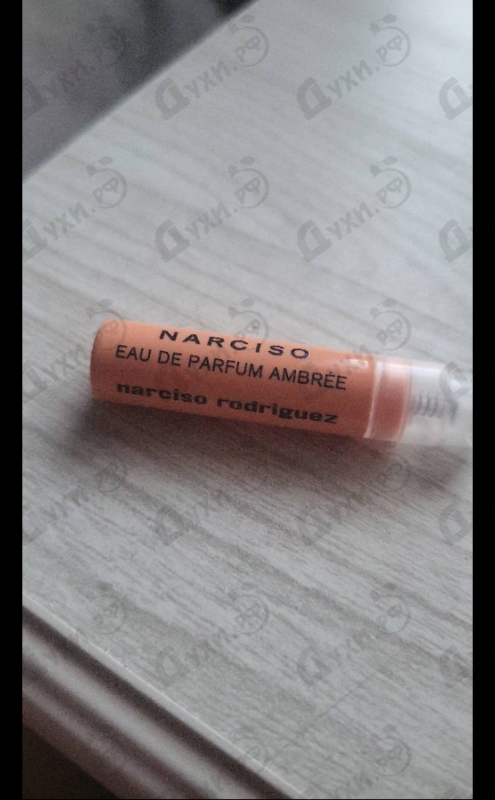 NARCISO
EAU DE PARFUM AMBRÉE
narciso rodriguez
Духи.РФ